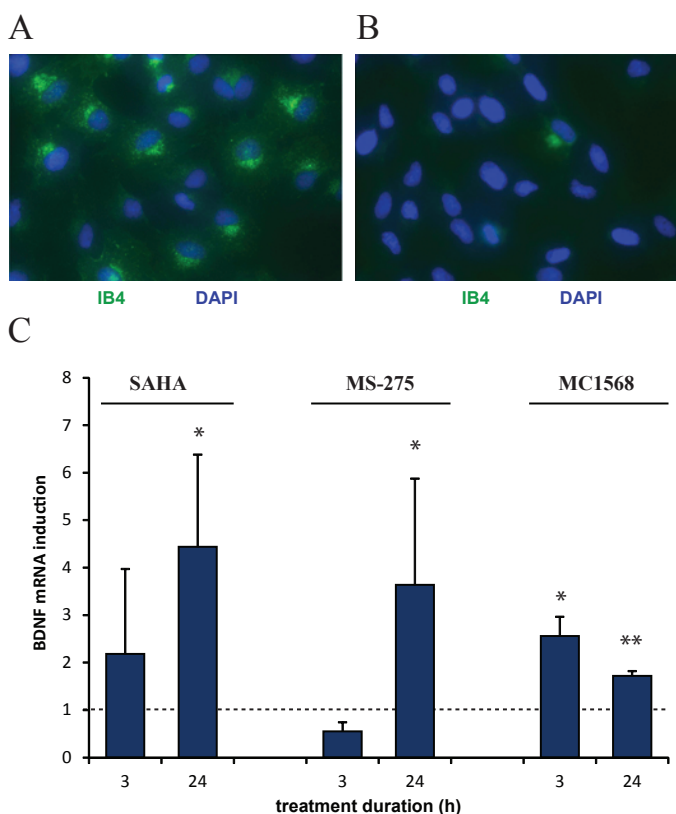 A
B
IB4 DAPI
IB4 DAPI
C
SAHA
MS-275
MC1568
8
7
6
5
4
3
2
1
0
BDNF mRNA induction
*
*
*
**
3 24 3 24 3 24
treatment duration (h)